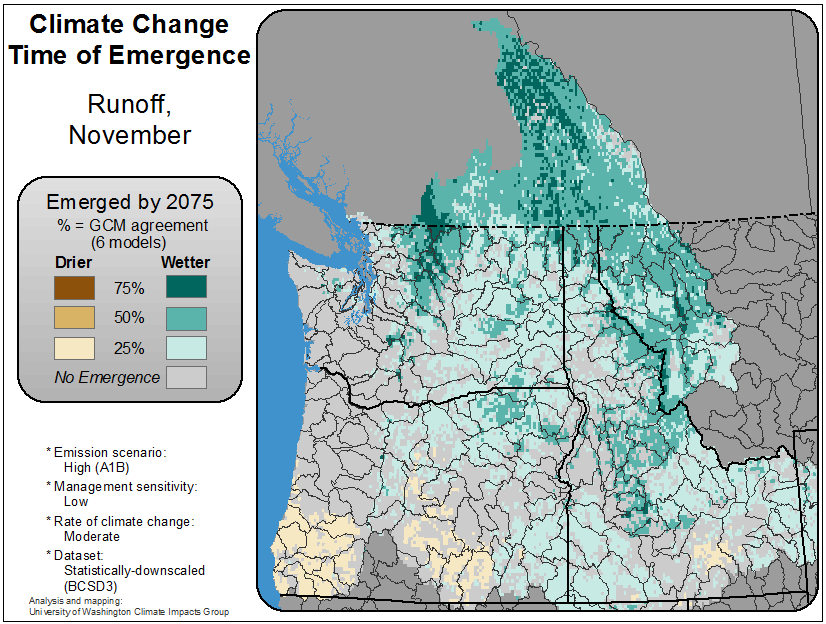 Climate Change
Time of Emergence
Runoff,
November
Emerged by 2075
% = GCM agreement
(6 models)
Drier Wetter
75%
50%
25%
No Emergence
* Emission scenario:
High (A1B)
* Management sensitivity:
Low
* Rate of climate change:
Moderate
* Dataset:
Statistically-downscaled
(BCSD3)
Analysis and mapping:
University of Washington Climate Impacts Group